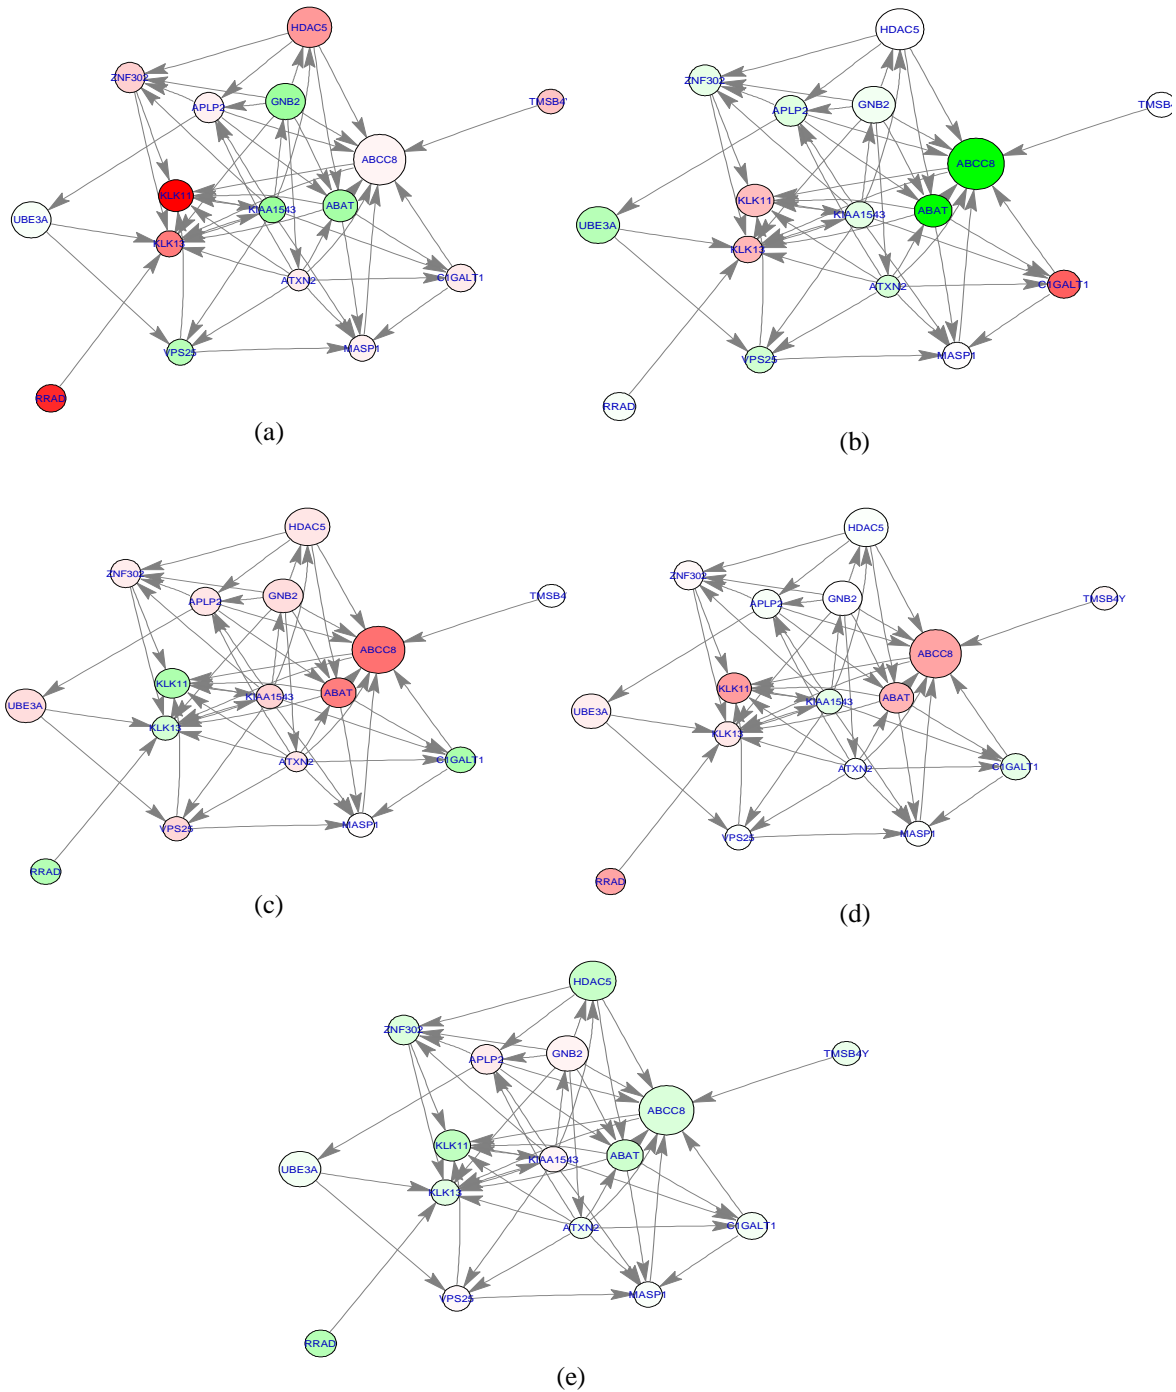 HDAC5
ZNF302
APLP2
GNB2
TMSB4'
ABCC8
KLK11
KIAA1543
ABAT
UBE3A
KLK13
ATXN2
C1GALT1
VPS25
MASP1
RRAD
(a)
HDAC5
ZNF302
APLP2
GNB2
TMSB4
ABCC8
KLK11
KIAA1543
ABAT
UBE3A
KLK13
ATXN2
C1GALT1
VPS25
MASP1
RRAD
(b)
HDAC5
ZNF302
APLP2
GNB2
TMSB4'
ABCC8
KLK11
KIAA1543
ABAT
UBE3A
KLK13
ATXN2
C1GALT1
VPS25
MASP1
RRAD
(c)
HDAC5
ZNF302
APLP2
GNB2
TMSB4Y
ABCC8
KLK11
KIAA1543
ABAT
UBE3A
KLK13
ATXN2
C1GALT1
VPS25
MASP1
RRAD
(d)
HDAC5
ZNF302
APLP2
GNB2
TMSB4Y
ABCC8
KLK11
KIAA1543
ABAT
UBE3A
KLK13
ATXN2
C1GALT1
VPS25
MASP1
RRAD
(e)